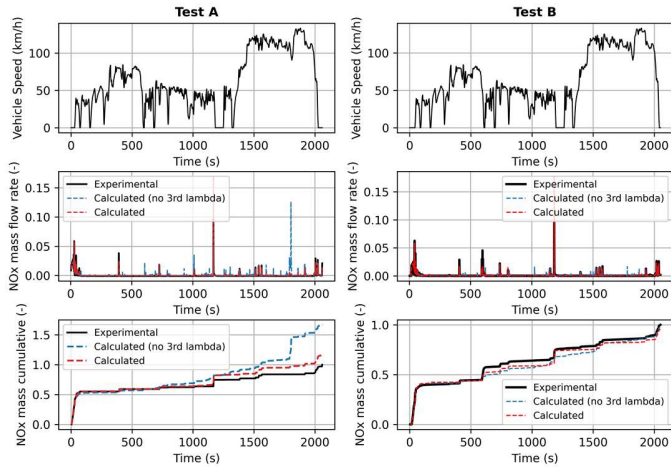 Test A
Vehicle Speed (km/h)
100
50
0
0
500
1000
1500
2000
Time (s)
Test B
Vehicle Speed (km/h)
100
50
0
0
500
1000
1500
2000
Time (s)
NOx mass flow rate (-)
0.15
0.10
0.05
0.00
Experimental
Calculated (no 3rd lambda)
Calculated
0
500
1000
1500
2000
Time (s)
NOx mass flow rate (-)
0.15
0.10
0.05
0.00
Experimental
Calculated (no 3rd lambda)
Calculated
0
500
1000
1500
2000
Time (s)
NOx mass cumulative (-)
1.5
1.0
0.5
0.0
Experimental
Calculated (no 3rd lambda)
Calculated
0
500
1000
1500
2000
Time (s)
NOx mass cumulative (-)
1.0
0.5
0.0
Experimental
Calculated (no 3rd lambda)
Calculated
0
500
1000
1500
2000
Time (s)